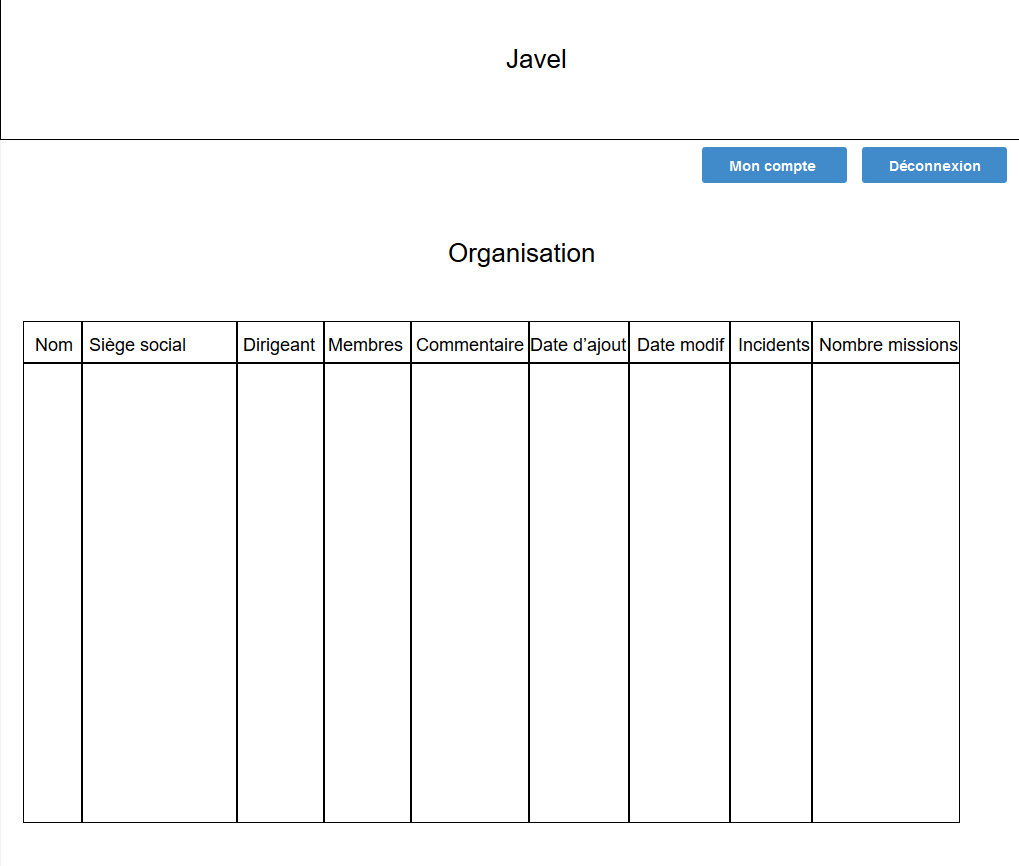 Javel
Mon compte Déconnexion
Organisation
Nom Siège social Dirigeant Membres Commentaire Date d’ajout Date modif Incidents Nombre missions